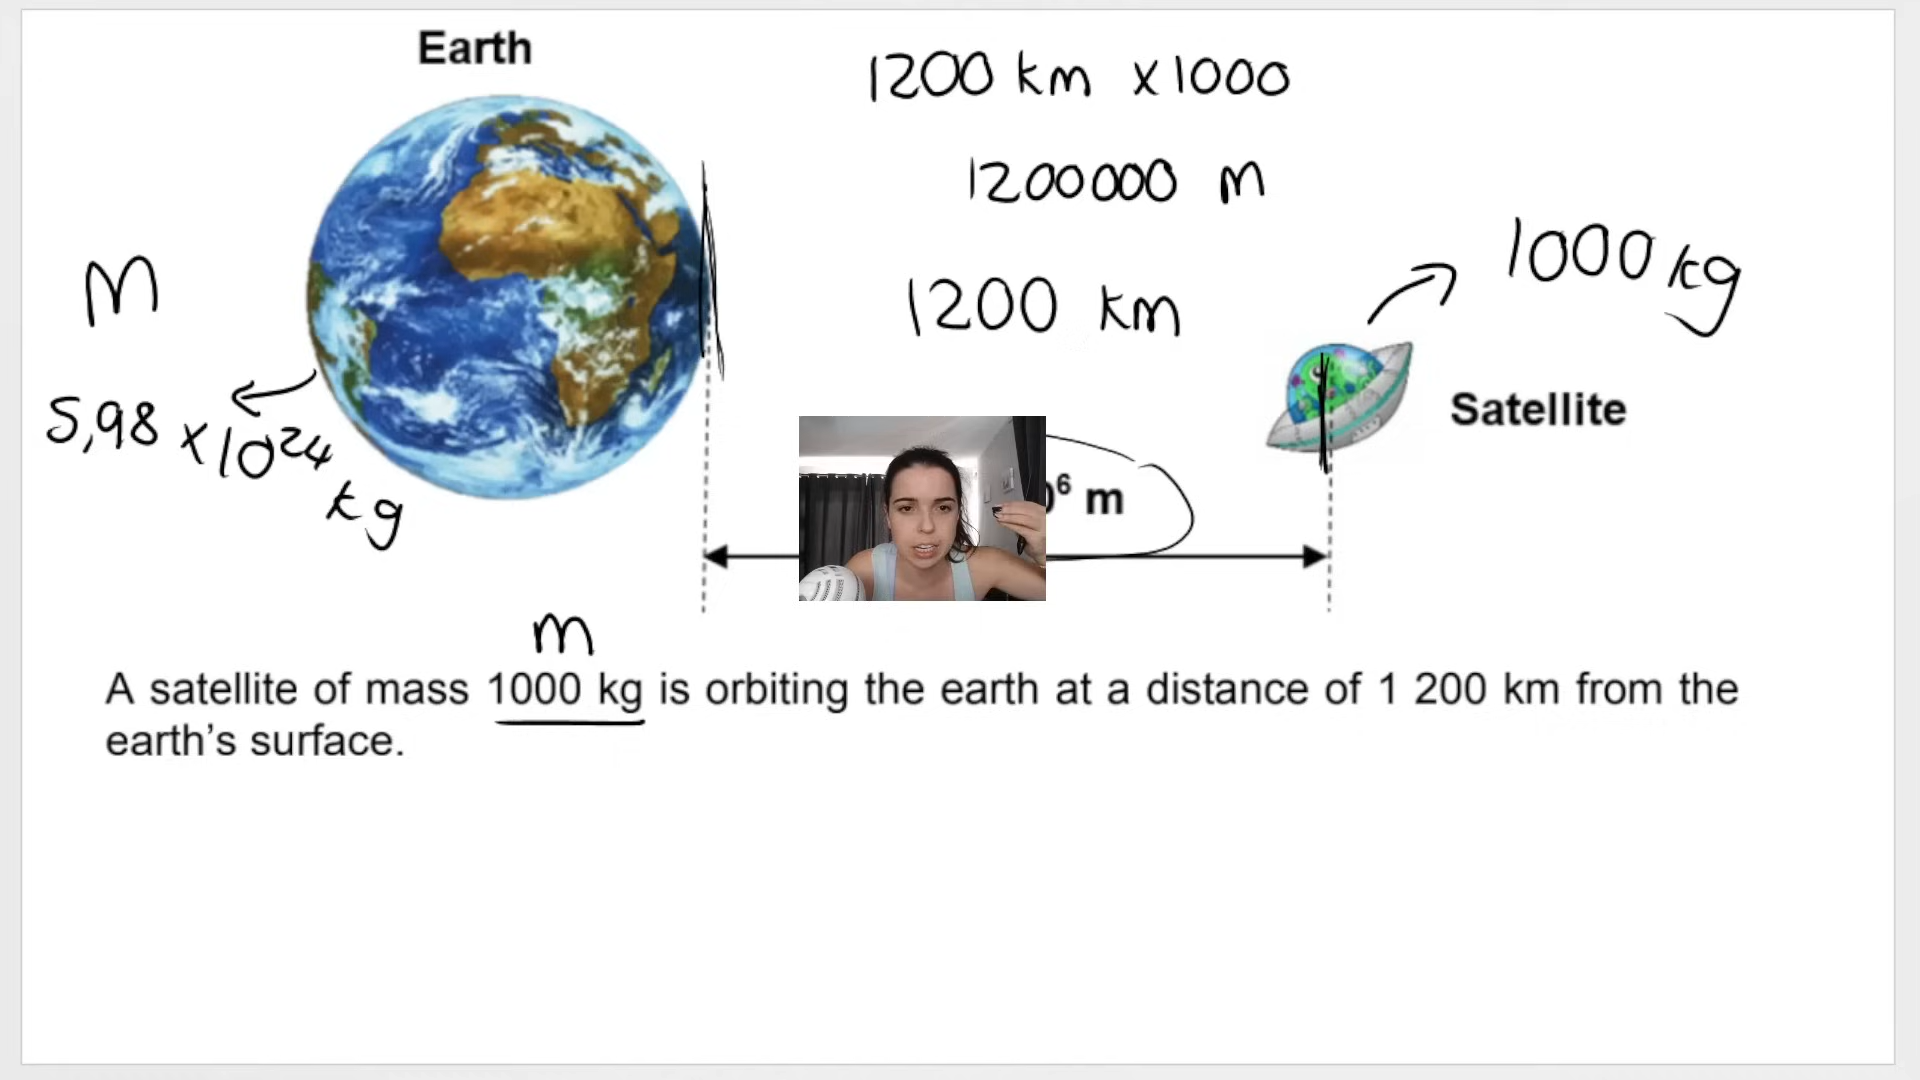 Earth
1200 km x1000
1200000 m
1000 kg
M
1200 km
Satellite
5,98 x10²⁴ kg
⁶ m
m
A satellite of mass 1000 kg is orbiting the earth at a distance of 1 200 km from the
earth’s surface.